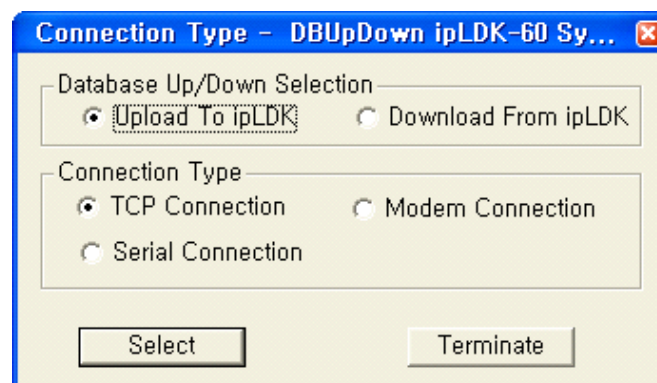 Connection Type - DBUpDown ipLDK-60 Sy...
Database Up/Down Selection
Upload To ipLDK Download From ipLDK
Connection Type
TCP Connection Modem Connection
Serial Connection
Select Terminate